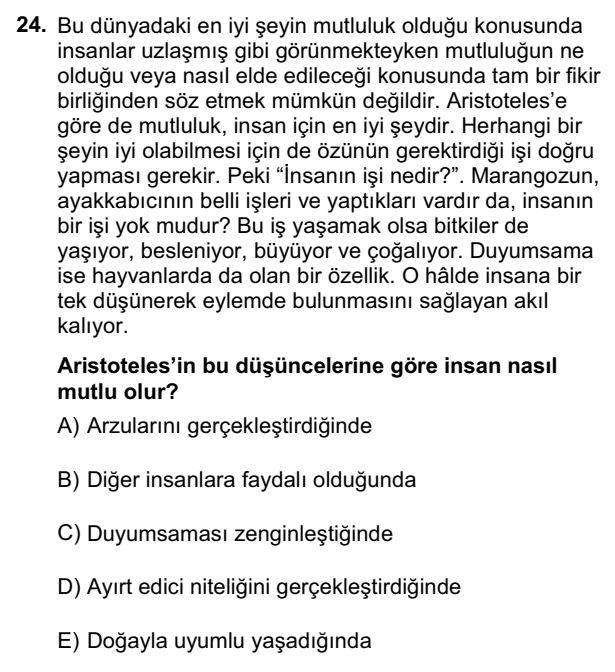 24. Bu dünyadaki en iyi şeyin mutluluk olduğu konusunda
insanlar uzlaşmış gibi görünmekteyken mutluluğun ne
olduğu veya nasıl elde edileceği konusunda tam bir fikir
birliğinden söz etmek mümkün değildir. Aristoteles’e
göre de mutluluk, insan için en iyi şeydir. Herhangi bir
şeyin iyi olabilmesi için de özünün gerektirdiği işi doğru
yapması gerekir. Peki “İnsanın işi nedir?”. Marangozun,
ayakkabıcının belli işleri ve yaptıkları vardır da, insanın
bir işi yok mudur? Bu iş yaşamak olsa bitkiler de
yaşıyor, besleniyor, büyüyor ve çoğalıyor. Duyumsama
ise hayvanlarda da olan bir özellik. O hâlde insana bir
tek düşünerek eylemde bulunmasını sağlayan akıl
kalıyor.
Aristoteles’in bu düşüncelerine göre insan nasıl
mutlu olur?
A) Arzularını gerçekleştirdiğinde
B) Diğer insanlara faydalı olduğunda
C) Duyumsaması zenginleştiğinde
D) Ayırt edici niteliğini gerçekleştirdiğinde
E) Doğayla uyumlu yaşadığında